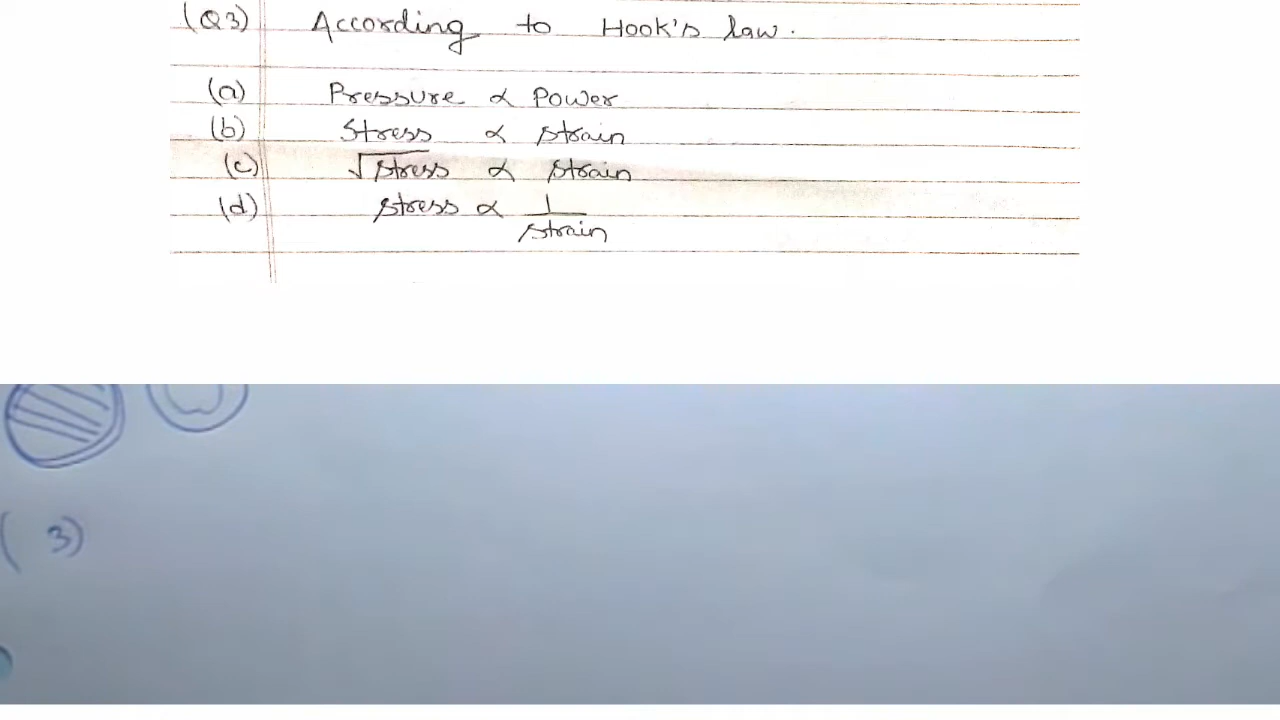 (Q3) According to Hook's law.
(a) Pressure ∝ Power
(b) Stress ∝ strain
(c) √stress ∝ strain
(d) stress ∝ 1/strain
( 3)